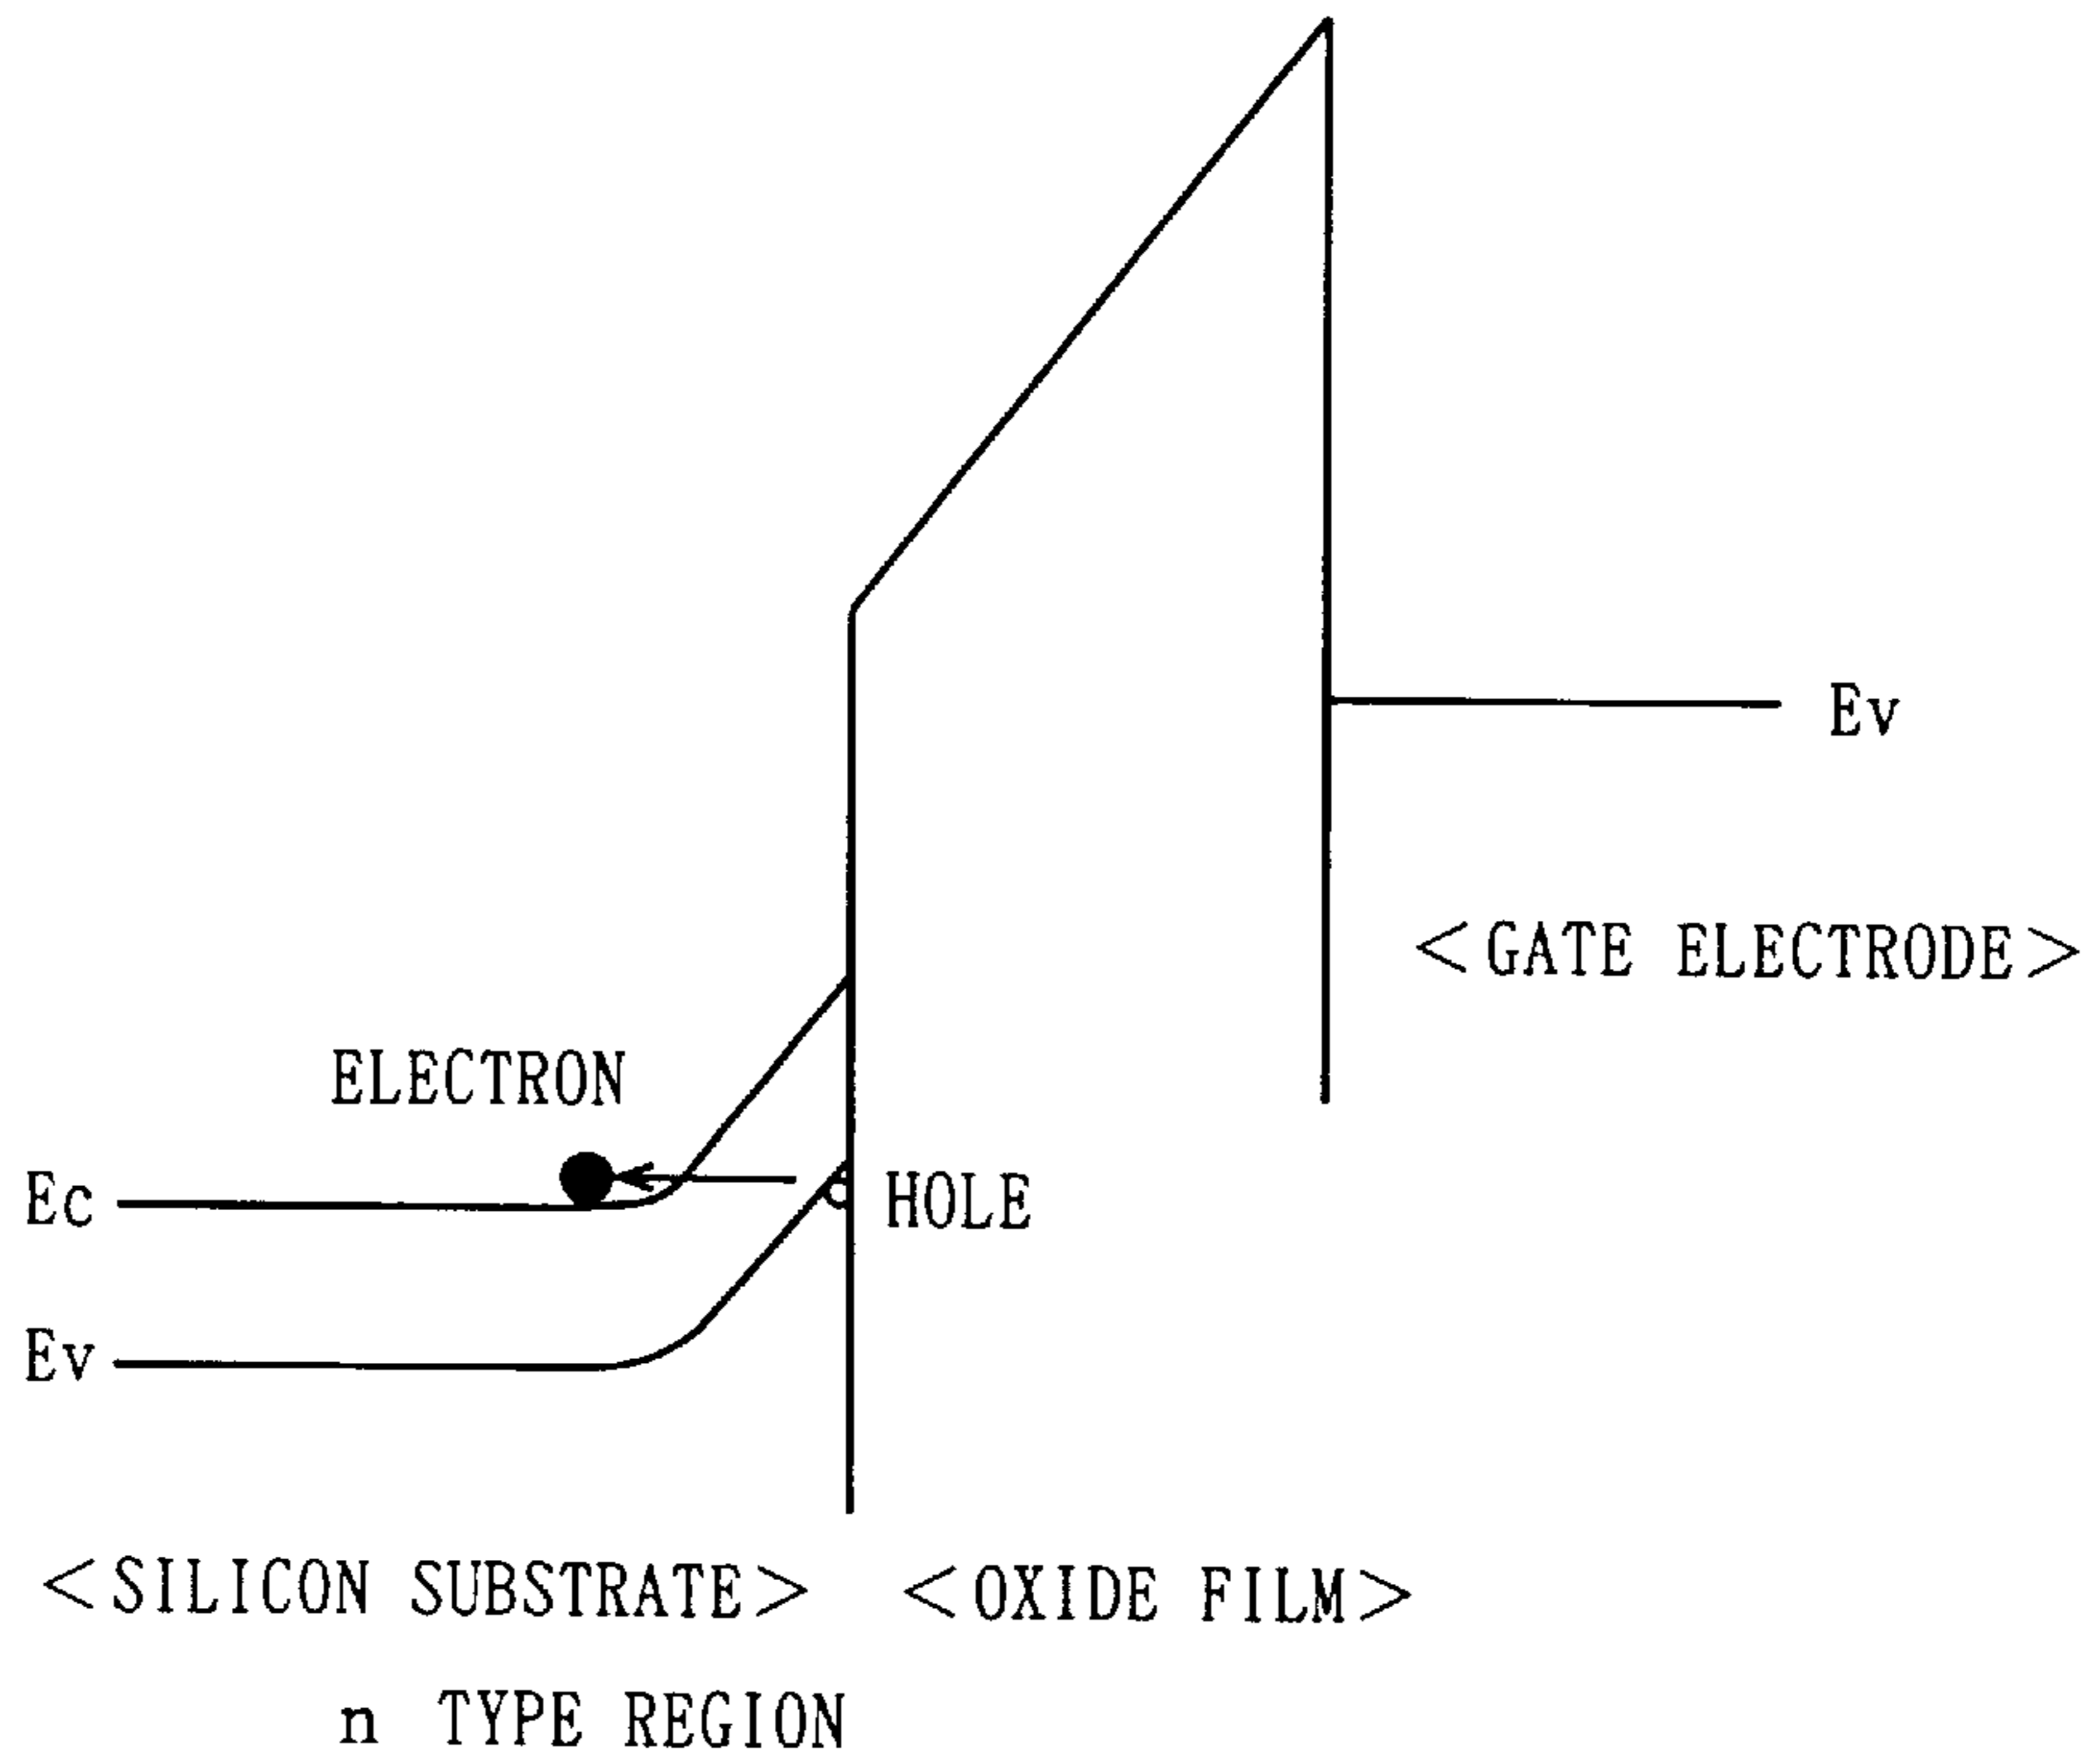 Ev
<GATE ELECTRODE>
ELECTRON
Ec
HOLE
Ev
<SILICON SUBSTRATE> <OXIDE FILM>
n TYPE REGION